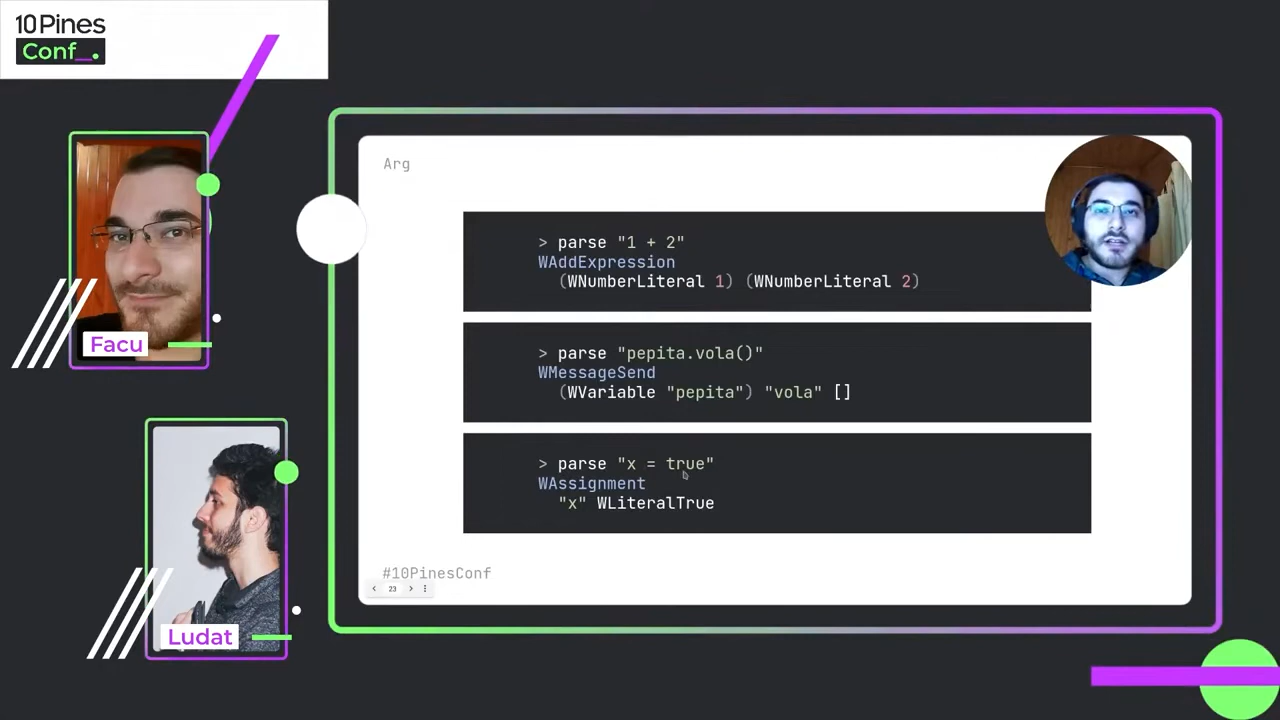 10Pines
Conf_.
Arg
> parse "1 + 2"
WAddExpression
(WNumberLiteral 1) (WNumberLiteral 2)
> parse "pepita.vola()"
WMessageSend
(WVariable "pepita") "vola" []
> parse "x = true"
WAssignment
"x" WLiteralTrue
#10PinesConf
23
Facu
Ludat